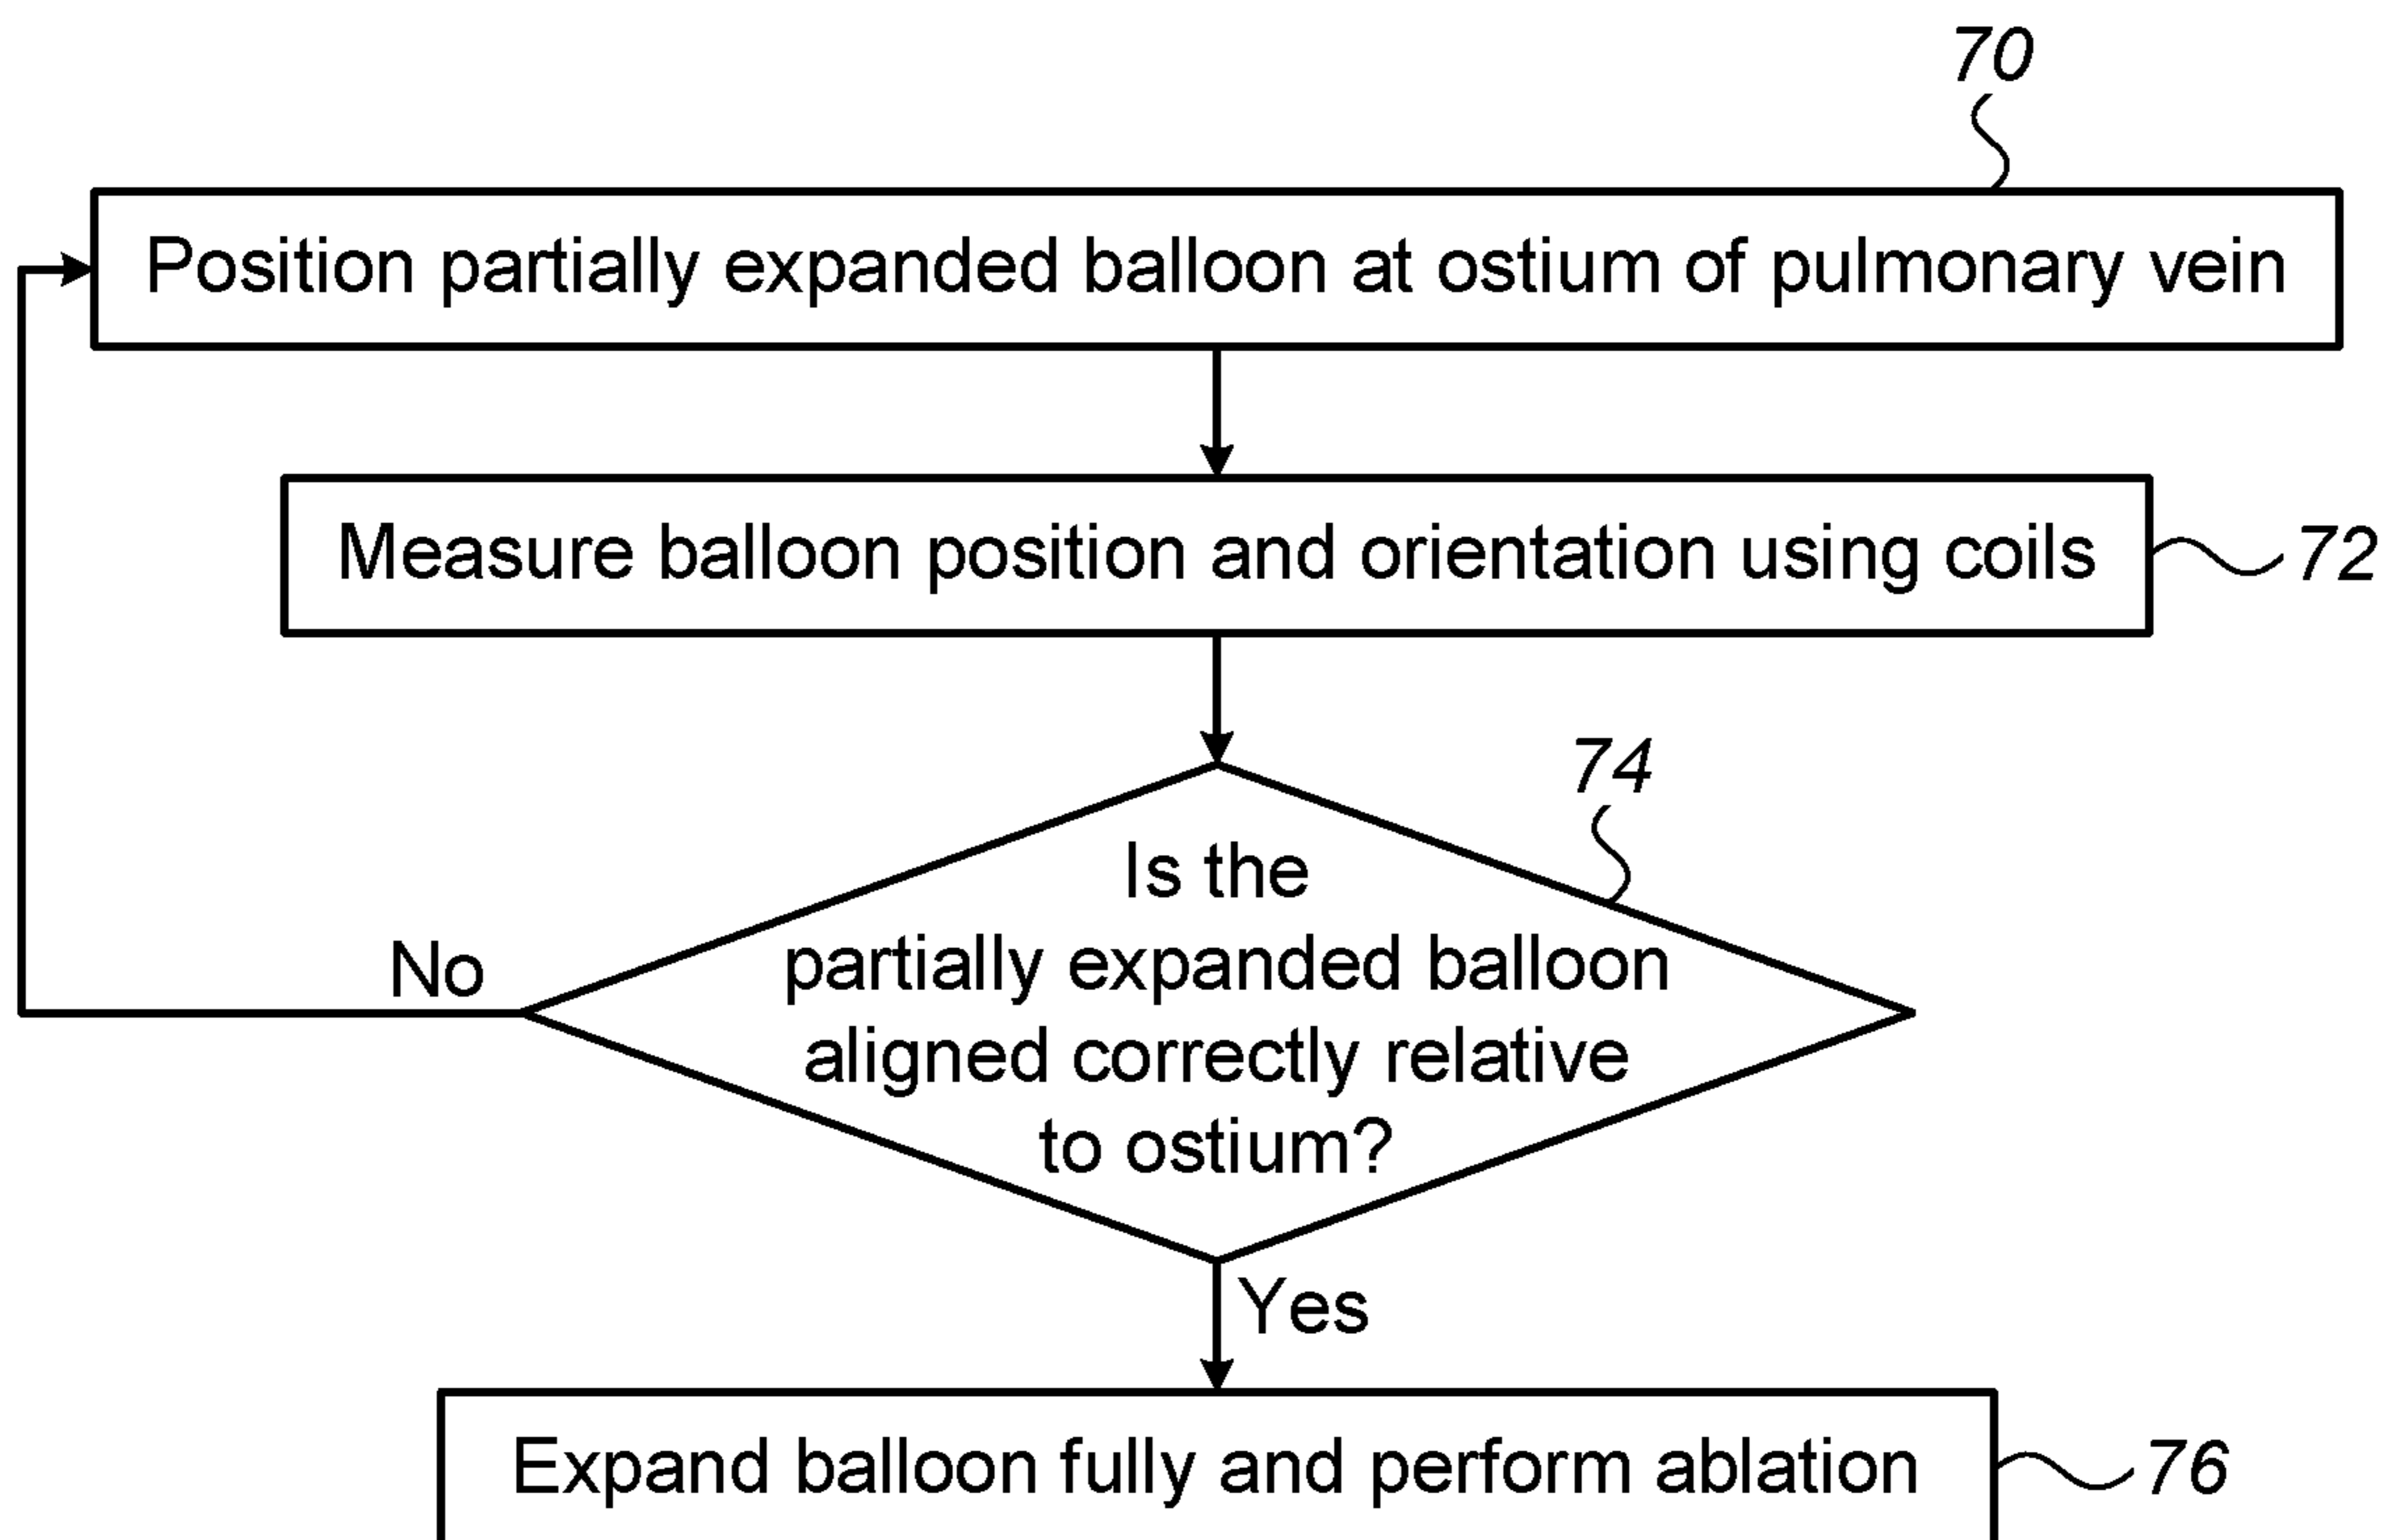 70
Position partially expanded balloon at ostium of pulmonary vein
Measure balloon position and orientation using coils
72
74
Is the
partially expanded balloon
aligned correctly relative
to ostium?
No
Yes
Expand balloon fully and perform ablation
76